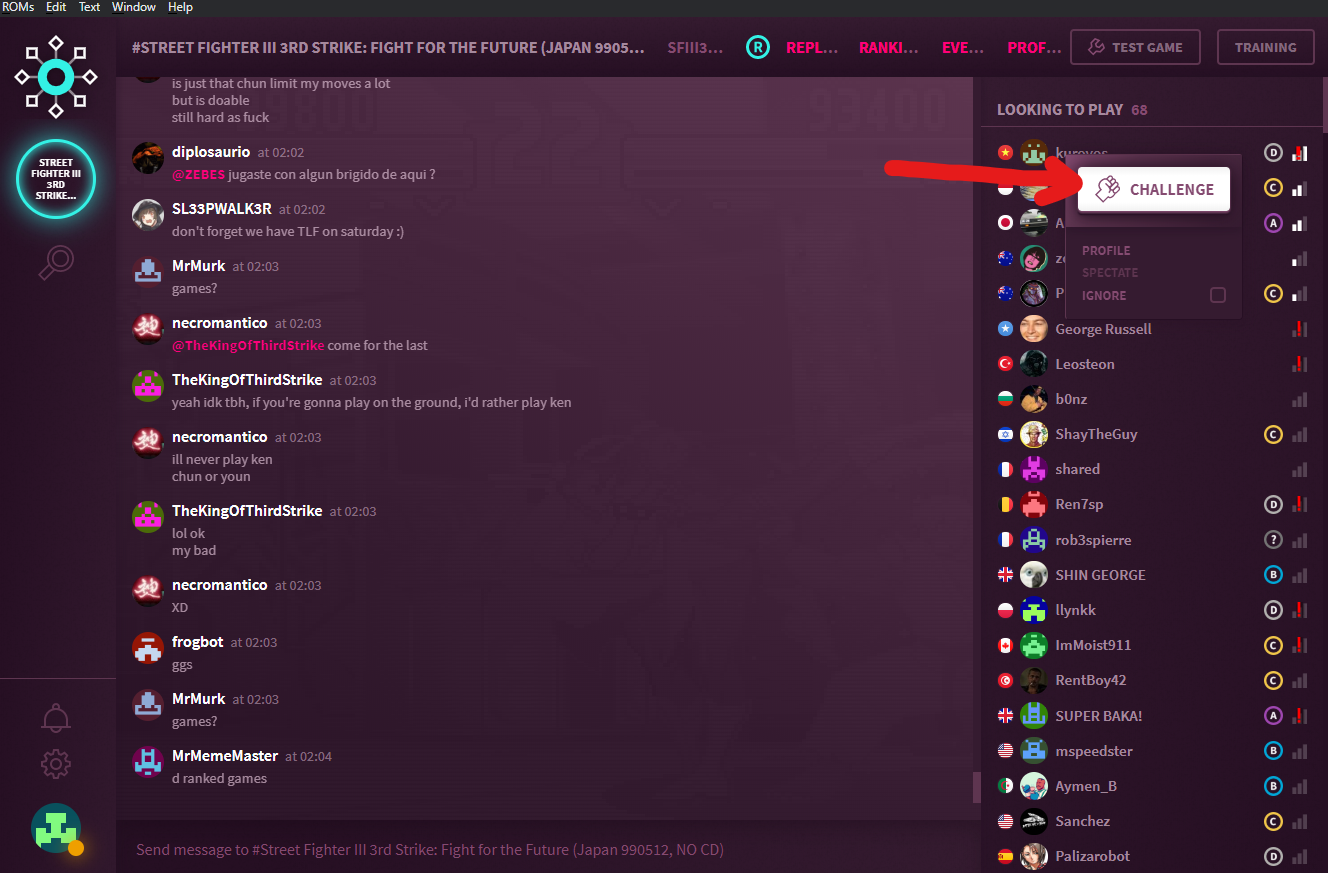 ROMs Edit Text Window Help
#STREET FIGHTER III 3RD STRIKE: FIGHT FOR THE FUTURE (JAPAN 9905... SFIII3... R REPL... RANKI... EVE... PROF... TEST GAME TRAINING
STREET
FIGHTER III
3RD
STRIKE...
is just that chun limit my moves a lot
but is doable
still hard as fuck
diplosaurio at 02:02
@ZEBES jugaste con algun brigido de aqui ?
SL33PWALK3R at 02:02
don't forget we have TLF on saturday :)
MrMurk at 02:03
games?
necromantico at 02:03
@TheKingOfThirdStrike come for the last
TheKingOfThirdStrike at 02:03
yeah idk tbh, if you're gonna play on the ground, i'd rather play ken
necromantico at 02:03
ill never play ken
chun or youn
TheKingOfThirdStrike at 02:03
lol ok
my bad
necromantico at 02:03
XD
frogbot at 02:03
ggs
MrMurk at 02:03
games?
MrMemeMaster at 02:04
d ranked games
Send message to #Street Fighter III 3rd Strike: Fight for the Future (Japan 990512, NO CD)
93400
LOOKING TO PLAY 68
D
CHALLENGE
C
A
PROFILE
SPECTATE
IGNORE
C
George Russell
Leosteon
b0nz
ShayTheGuy C
shared
Ren7sp D
rob3spierre ?
SHIN GEORGE B
llynkk D
ImMoist911 C
RentBoy42 C
SUPER BAKA! A
mspeedster B
Aymen_B B
Sanchez C
Palizarobot D